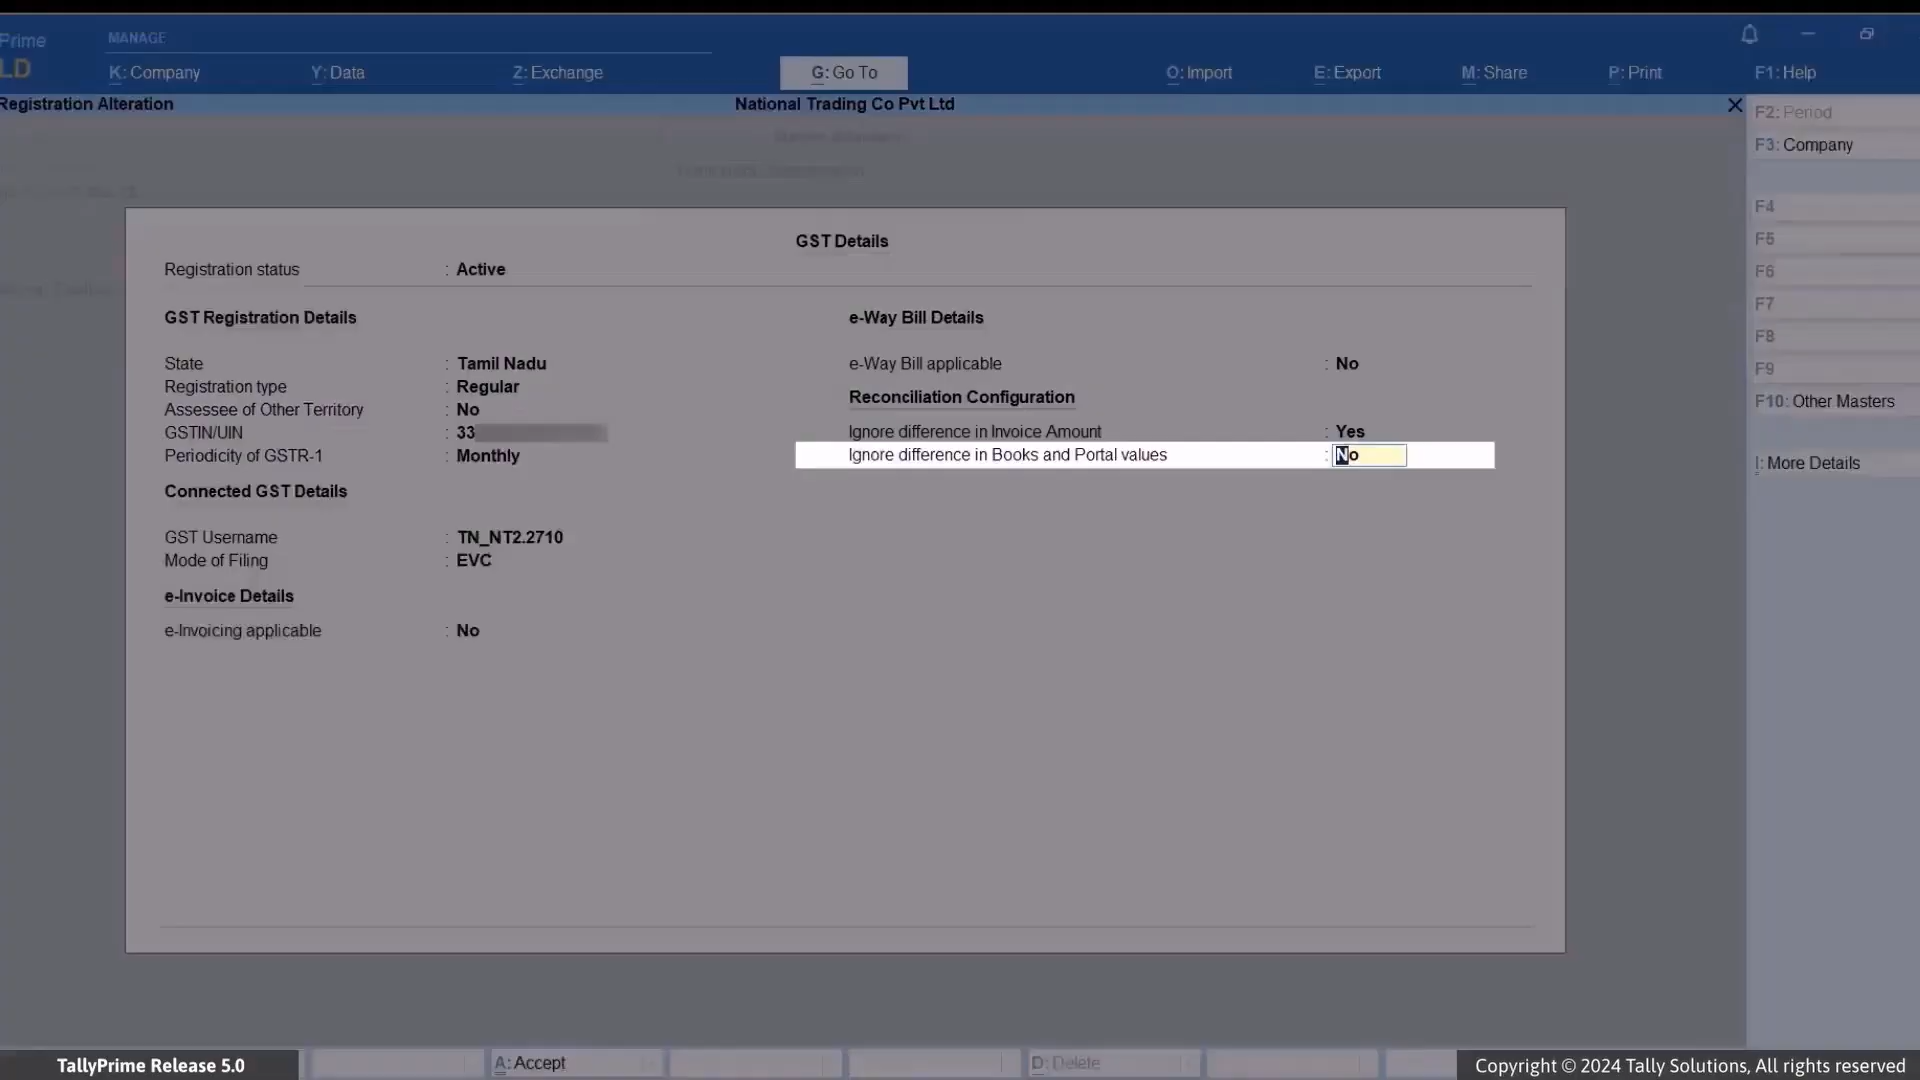 Prime
LD
MANAGE
K: Company
Y: Data
Z: Exchange
G: Go To
O: Import
E: Export
M: Share
P: Print
F1: Help
Registration Alteration
National Trading Co Pvt Ltd
F2: Period
F3: Company
F4
F5
F6
F7
F8
F9
F10: Other Masters
I: More Details
GST Details
Registration status : Active
GST Registration Details
State : Tamil Nadu
Registration type : Regular
Assessee of Other Territory : No
GSTIN/UIN : 33
Periodicity of GSTR-1 : Monthly
Connected GST Details
GST Username : TN_NT2.2710
Mode of Filing : EVC
e-Invoice Details
e-Invoicing applicable : No
e-Way Bill Details
e-Way Bill applicable : No
Reconciliation Configuration
Ignore difference in Invoice Amount : Yes
Ignore difference in Books and Portal values : No
TallyPrime Release 5.0
A: Accept
D: Delete
Copyright © 2024 Tally Solutions, All rights reserved